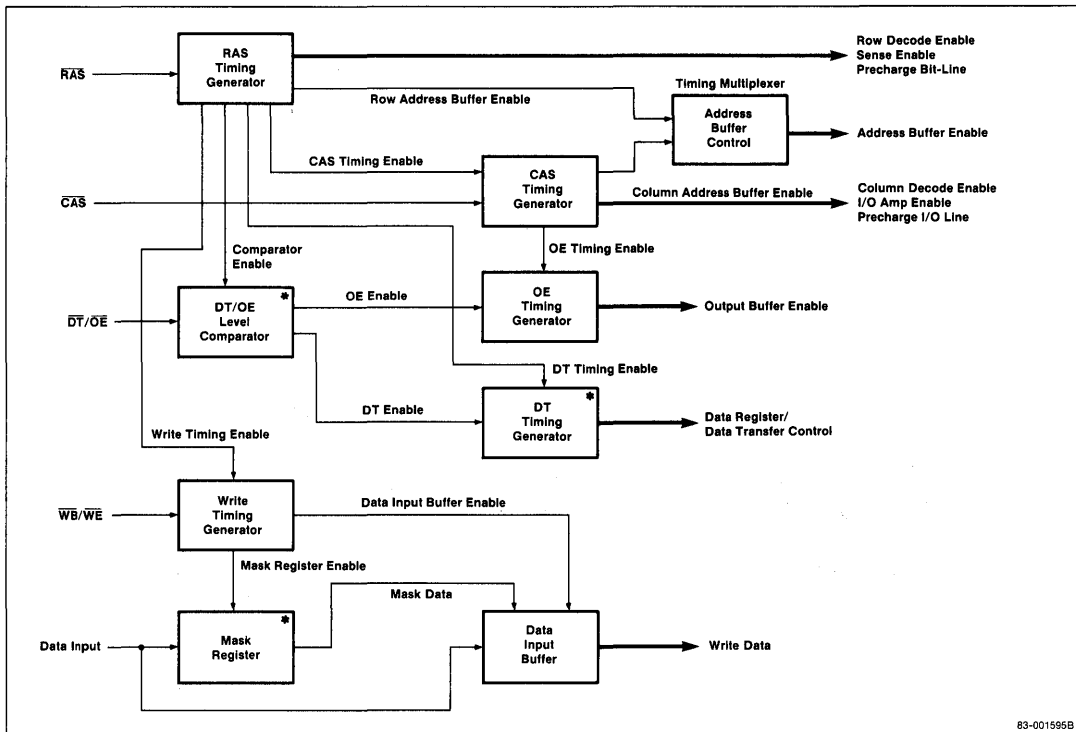 RAS
Timing
Generator
Row Decode Enable
Sense Enable
Precharge Bit-Line
RAS
Timing Multiplexer
Row Address Buffer Enable
Address
Buffer
Control
Address Buffer Enable
CAS Timing Enable
CAS
Timing
Generator
Column Address Buffer Enable
Column Decode Enable
I/O Amp Enable
Precharge I/O Line
CAS
Comparator
Enable
OE Timing Enable
DT/OE
Level
Comparator
*
OE Enable
OE
Timing
Generator
Output Buffer Enable
DT/OE
DT Timing Enable
DT Enable
DT
Timing
Generator
*
Data Register/
Data Transfer Control
Write Timing Enable
WB/WE
Write
Timing
Generator
Data Input Buffer Enable
Mask Register Enable
Mask Data
Data Input
Mask
Register
*
Data
Input
Buffer
Write Data
83-001595B